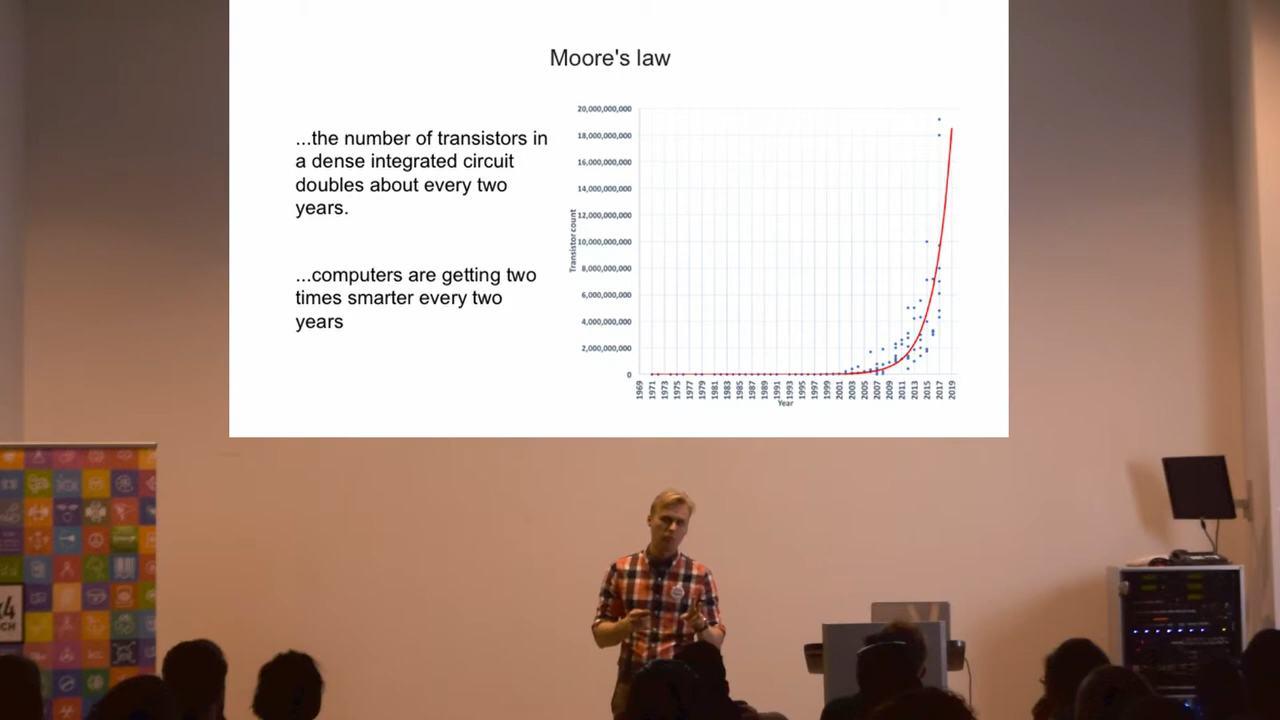 Moore's law
...the number of transistors in
a dense integrated circuit
doubles about every two
years.
...computers are getting two
times smarter every two
years
20,000,000,000
18,000,000,000
16,000,000,000
14,000,000,000
12,000,000,000
10,000,000,000
8,000,000,000
6,000,000,000
4,000,000,000
2,000,000,000
0
Transistor count
1969 1971 1973 1975 1977 1979 1981 1983 1985 1987 1989 1991 1993 1995 1997 1999 2001 2003 2005 2007 2009 2011 2013 2015 2017 2019
Year